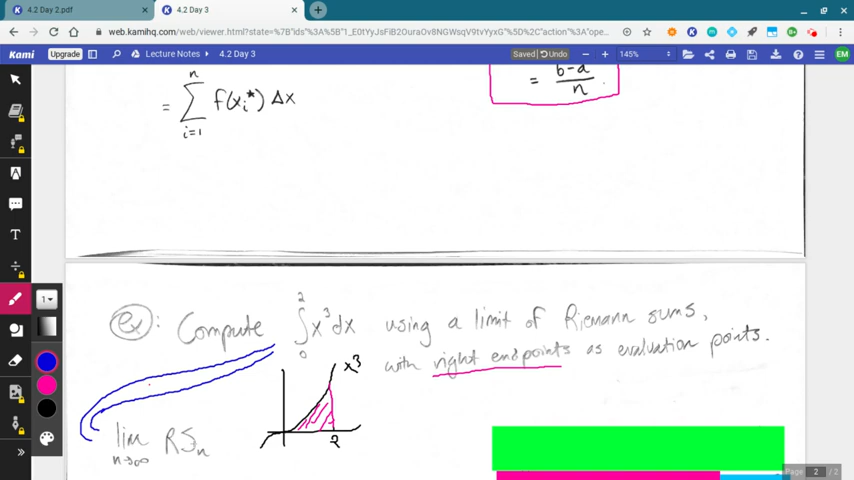 4.2 Day 2.pdf
4.2 Day 3
web.kamihq.com/web/viewer.html?state=%7B"ids"%3A%5B"1_E0tYyJsFiB2OuraOv8NGWsqV9tvYyxG"%5D%2C"action"%3A"ope...
Kami Upgrade Lecture Notes 4.2 Day 3 Saved Undo 145% EM
= n Σ i=1 f(xᵢ*) Δx
= b-a / n
ex: Compute ∫₀² x³dx using a limit of Riemann sums,
with right endpoints as evaluation points.
x³
2
lim n→∞ RSₙ
1
T
Page 2 / 2